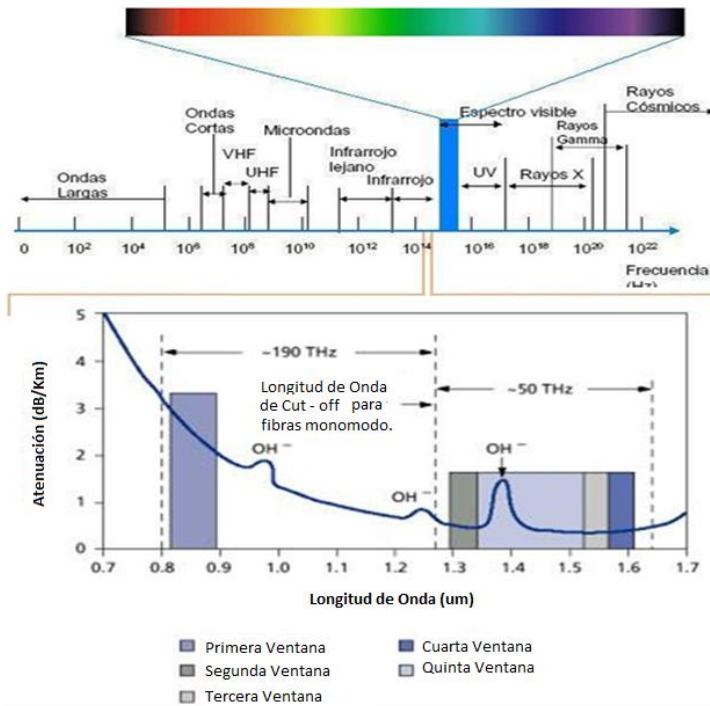 Espectro visible
Rayos
Cósmicos
Rayos
Gamma
Ondas
Cortas
Microondas
VHF
UHF
Infrarrojo
lejano
Infrarrojo
UV
Rayos X
Ondas
Largas
0 10² 10⁴ 10⁶ 10⁸ 10¹⁰ 10¹² 10¹⁴ 10¹⁶ 10¹⁸ 10²⁰ 10²²
Frecuencia
(Hz)
Atenuación (dB/Km)
5
4
3
2
1
0
~190 THz
Longitud de Onda
de Cut - off para
fibras monomodo.
~50 THz
OH⁻
OH⁻
OH⁻
0.7 0.8 0.9 1.0 1.1 1.2 1.3 1.4 1.5 1.6 1.7
Longitud de Onda (um)
Primera Ventana
Segunda Ventana
Tercera Ventana
Cuarta Ventana
Quinta Ventana